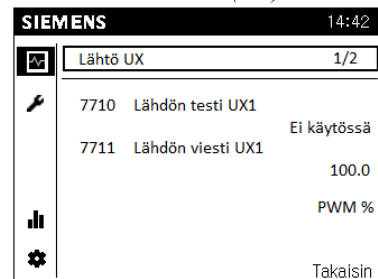 SIEMENS 14:42
Lähtö UX 1/2
7710 Lähdön testi UX1
Ei käytössä
7711 Lähdön viesti UX1
100.0
PWM %
Takaisin